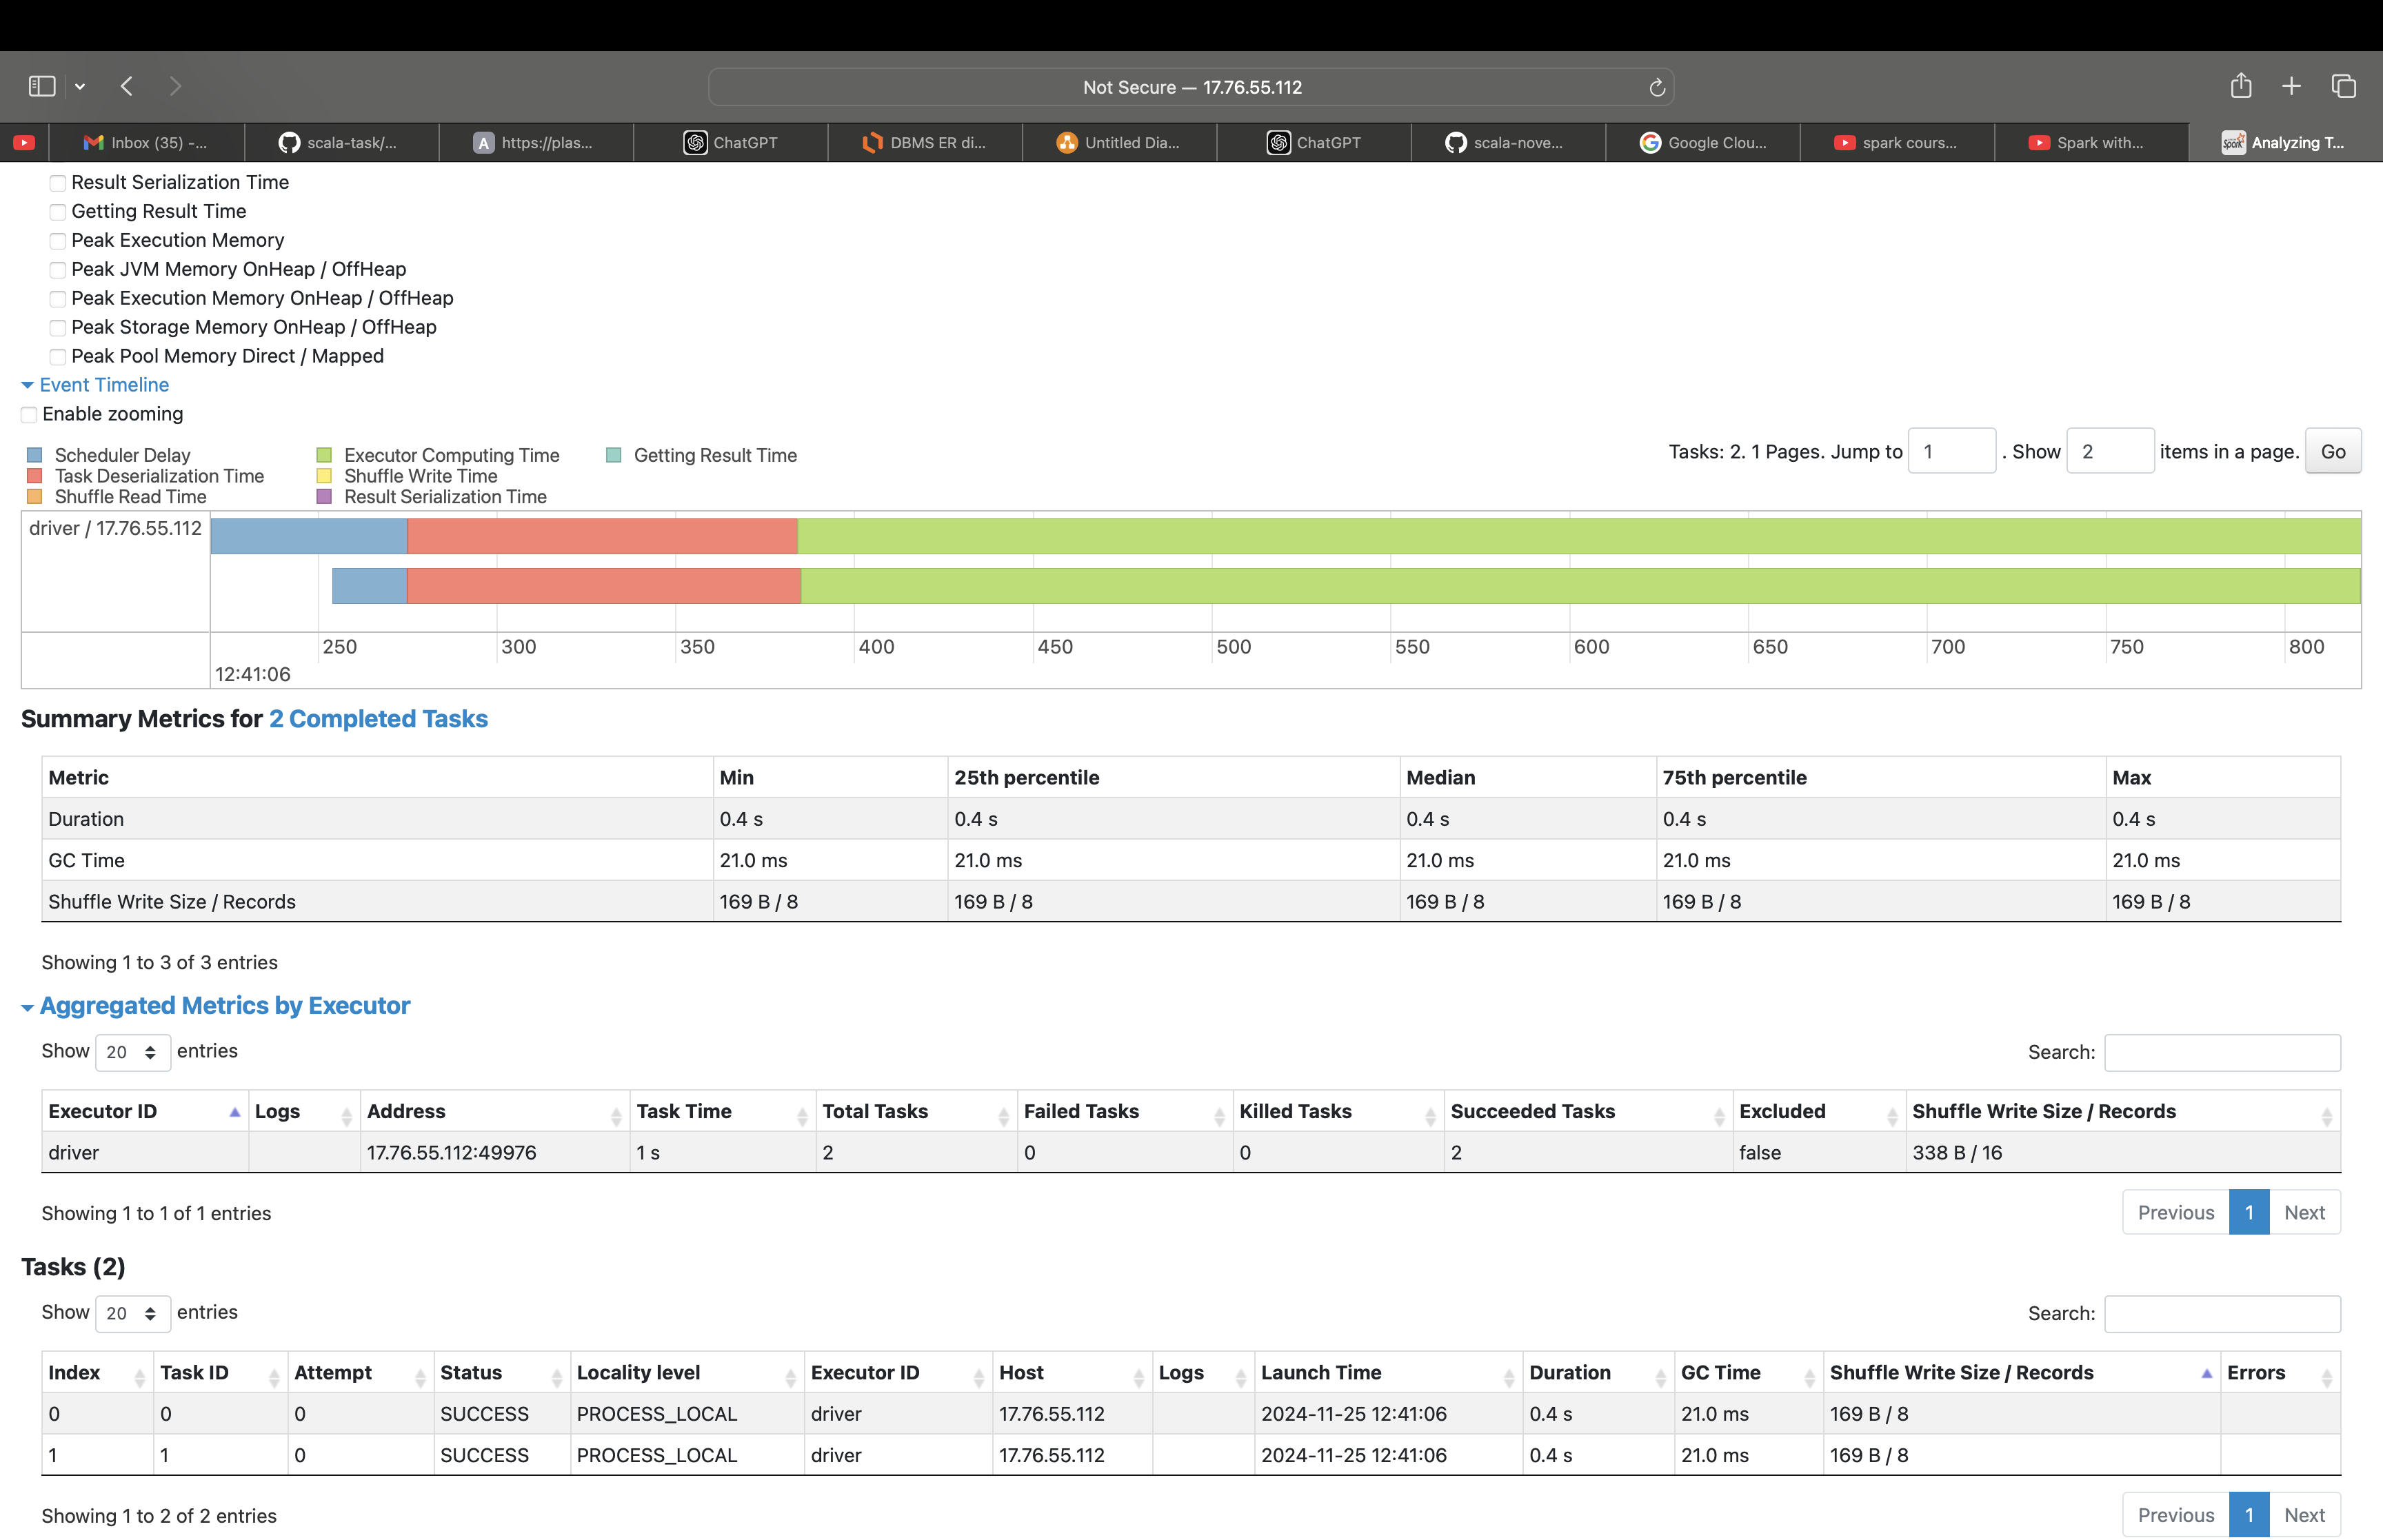 Not Secure — 17.76.55.112
Inbox (35) -...
scala-task/...
A https://plas...
ChatGPT
DBMS ER di...
Untitled Dia...
ChatGPT
scala-nove...
Google Clou...
spark cours...
Spark with...
Spark Analyzing T...
Result Serialization Time
Getting Result Time
Peak Execution Memory
Peak JVM Memory OnHeap / OffHeap
Peak Execution Memory OnHeap / OffHeap
Peak Storage Memory OnHeap / OffHeap
Peak Pool Memory Direct / Mapped
Event Timeline
Enable zooming
Scheduler Delay Executor Computing Time Getting Result Time
Task Deserialization Time Shuffle Write Time
Shuffle Read Time Result Serialization Time
Tasks: 2. 1 Pages. Jump to 1 . Show 2 items in a page. Go
driver / 17.76.55.112
250 300 350 400 450 500 550 600 650 700 750 800
12:41:06
Summary Metrics for 2 Completed Tasks
Metric Min 25th percentile Median 75th percentile Max
Duration 0.4 s 0.4 s 0.4 s 0.4 s 0.4 s
GC Time 21.0 ms 21.0 ms 21.0 ms 21.0 ms 21.0 ms
Shuffle Write Size / Records 169 B / 8 169 B / 8 169 B / 8 169 B / 8 169 B / 8
Showing 1 to 3 of 3 entries
Aggregated Metrics by Executor
Show 20 entries Search:
Executor ID Logs Address Task Time Total Tasks Failed Tasks Killed Tasks Succeeded Tasks Excluded Shuffle Write Size / Records
driver 17.76.55.112:49976 1 s 2 0 0 2 false 338 B / 16
Showing 1 to 1 of 1 entries Previous 1 Next
Tasks (2)
Show 20 entries Search:
Index Task ID Attempt Status Locality level Executor ID Host Logs Launch Time Duration GC Time Shuffle Write Size / Records Errors
0 0 0 SUCCESS PROCESS_LOCAL driver 17.76.55.112 2024-11-25 12:41:06 0.4 s 21.0 ms 169 B / 8
1 1 0 SUCCESS PROCESS_LOCAL driver 17.76.55.112 2024-11-25 12:41:06 0.4 s 21.0 ms 169 B / 8
Showing 1 to 2 of 2 entries Previous 1 Next